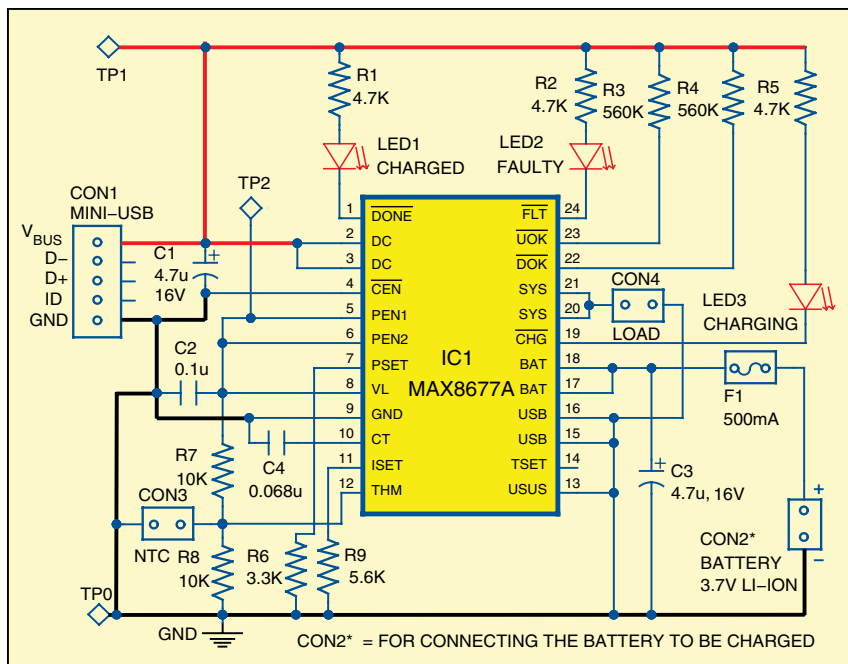 TP1
R1
4.7K
R2
4.7K
R3
560K
R4
560K
R5
4.7K
LED1
CHARGED
LED2
FAULTY
TP2
CON1
MINI-USB
VBUS
D-
D+
ID
GND
C1
4.7u
16V
C2
0.1u
1
2
3
4
5
6
7
8
9
10
11
12
DONE
DC
DC
CEN
PEN1
PEN2
PSET
VL
GND
CT
ISET
THM
IC1
MAX8677A
FLT
UOK
DOK
SYS
SYS
CHG
BAT
BAT
USB
USB
TSET
USUS
24
23
22
21
20
19
18
17
16
15
14
13
CON4
LOAD
LED3
CHARGING
F1
500mA
C3
4.7u, 16V
+
CON2*
BATTERY
3.7V LI-ION
-
R7
10K
C4
0.068u
CON3
NTC
R8
10K
R6
3.3K
R9
5.6K
TP0
GND
CON2* = FOR CONNECTING THE BATTERY TO BE CHARGED